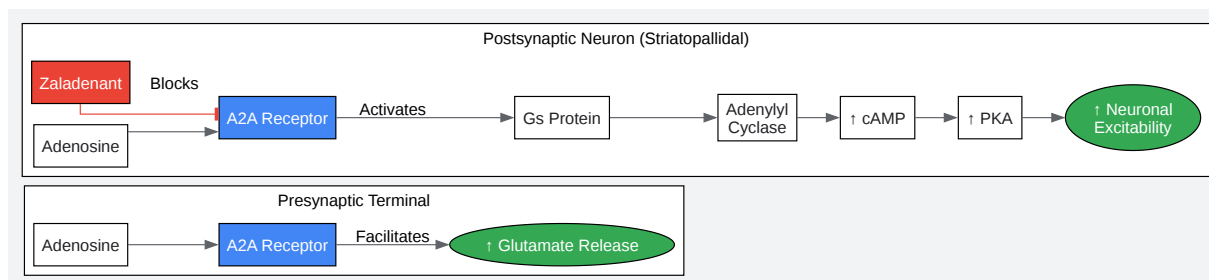 Postsynaptic Neuron (Striatopallidal)
Zaladenant
Blocks
Adenosine
A2A Receptor
Activates
Gs Protein
Adenylyl
Cyclase
↑ cAMP
↑ PKA
↑ Neuronal
Excitability
Presynaptic Terminal
Adenosine
A2A Receptor
Facilitates
↑ Glutamate Release